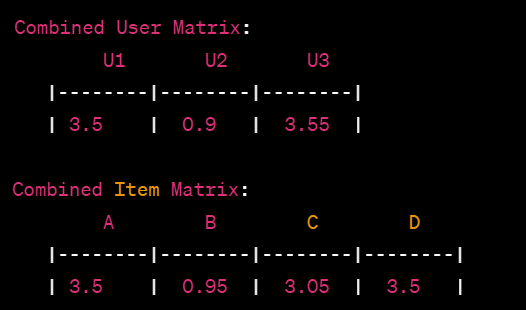 Combined User Matrix:
U1 U2 U3
|--------|--------|--------|
| 3.5 | 0.9 | 3.55 |
Combined Item Matrix:
A B C D
|--------|--------|--------|--------|
| 3.5 | 0.95 | 3.05 | 3.5 |